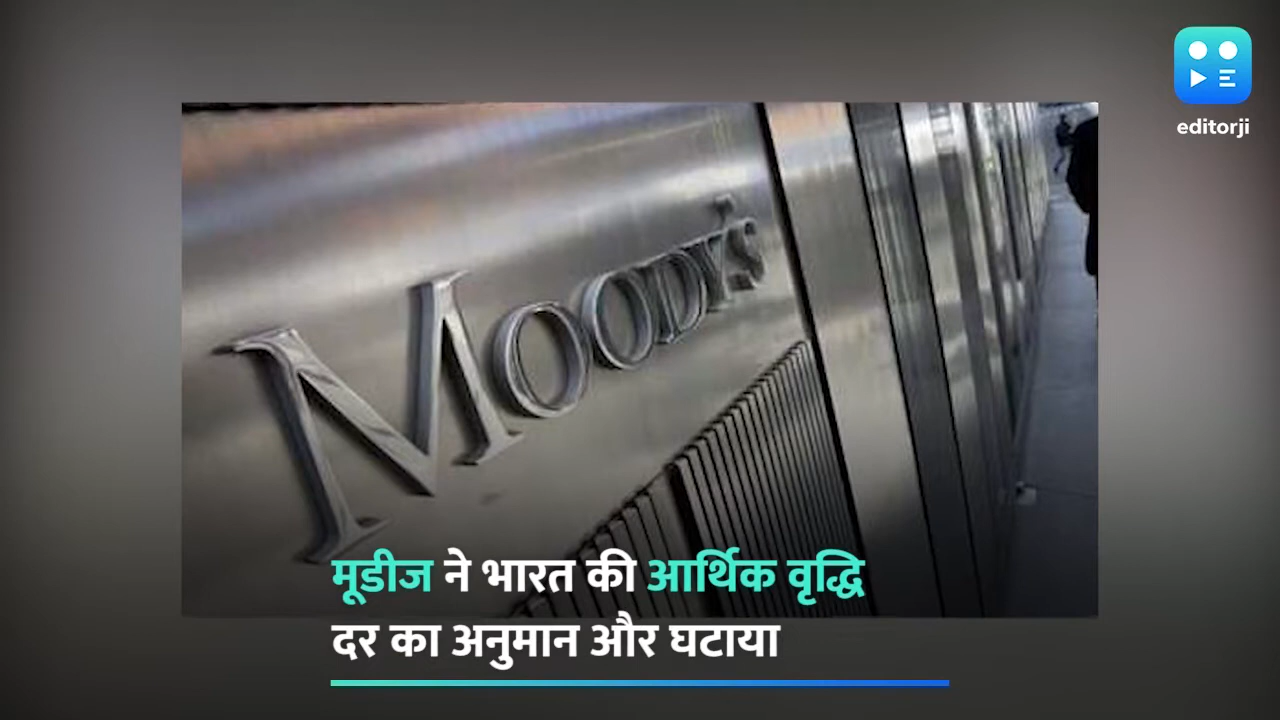 editorji
MOODY'S
मूडीज ने भारत की आर्थिक वृद्धि
दर का अनुमान और घटाया